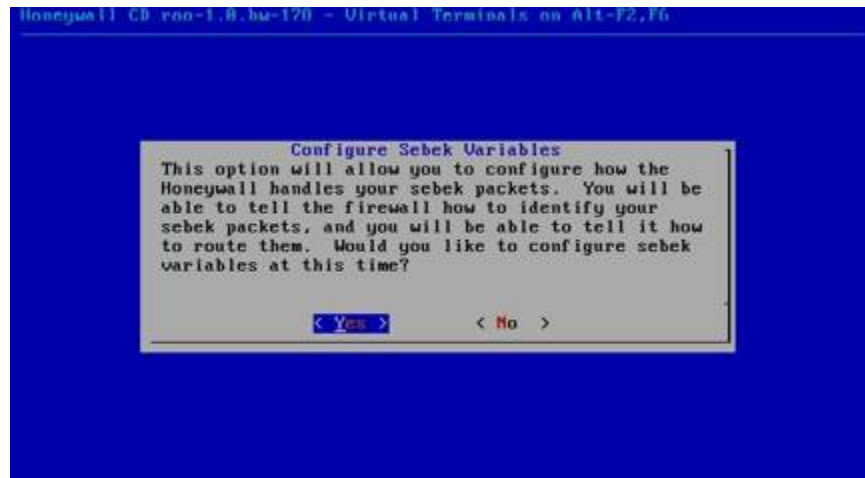 Honeywall CD roo-1.0.hw-170 - Virtual Terminals on Alt-F2,F6
Configure Sebek Variables
This option will allow you to configure how the
Honeywall handles your sebek packets.  You will be
able to tell the firewall how to identify your
sebek packets, and you will be able to tell it how
to route them.  Would you like to configure sebek
variables at this time?
< Yes > < No >